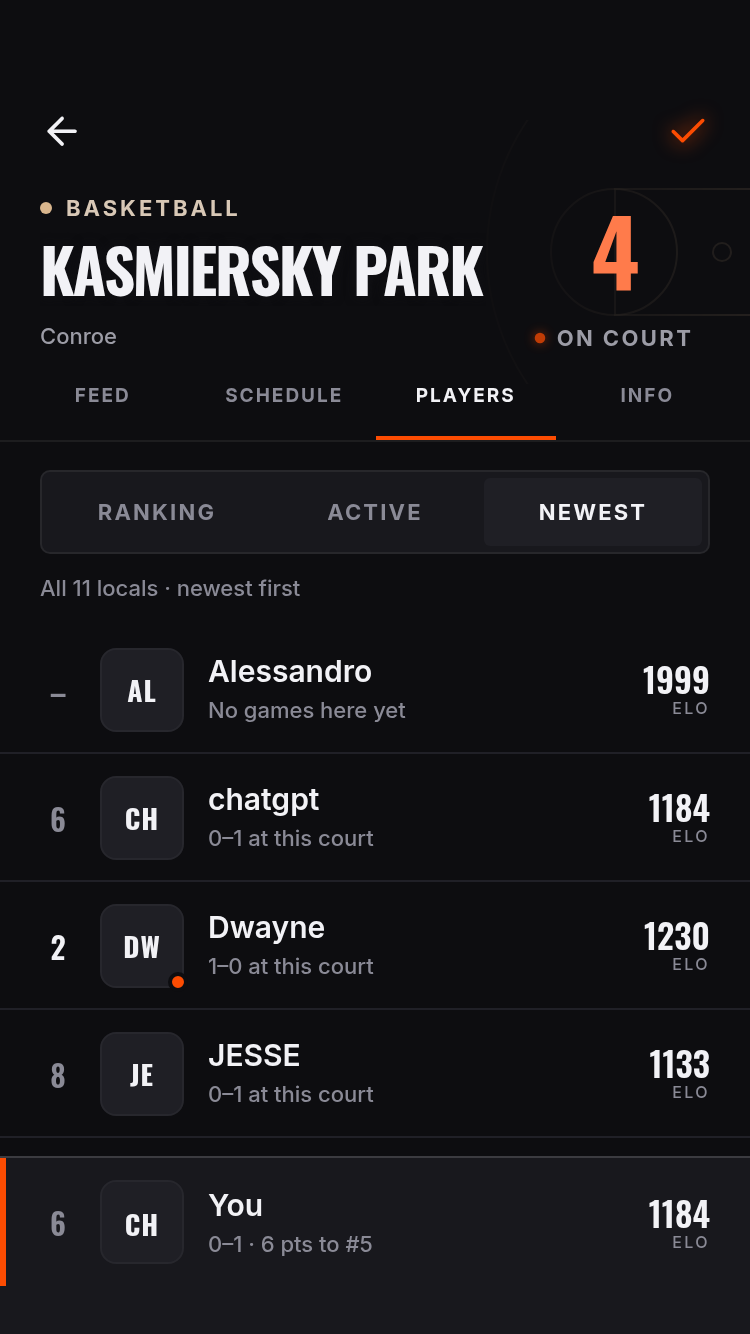 BASKETBALL
KASMIERSKY PARK
4
Conroe
ON COURT
FEED SCHEDULE PLAYERS INFO
RANKING ACTIVE NEWEST
All 11 locals · newest first
–
AL
Alessandro
No games here yet
1999
ELO
6
CH
chatgpt
0–1 at this court
1184
ELO
2
DW
Dwayne
1–0 at this court
1230
ELO
8
JE
JESSE
0–1 at this court
1133
ELO
6
CH
You
0–1 · 6 pts to #5
1184
ELO